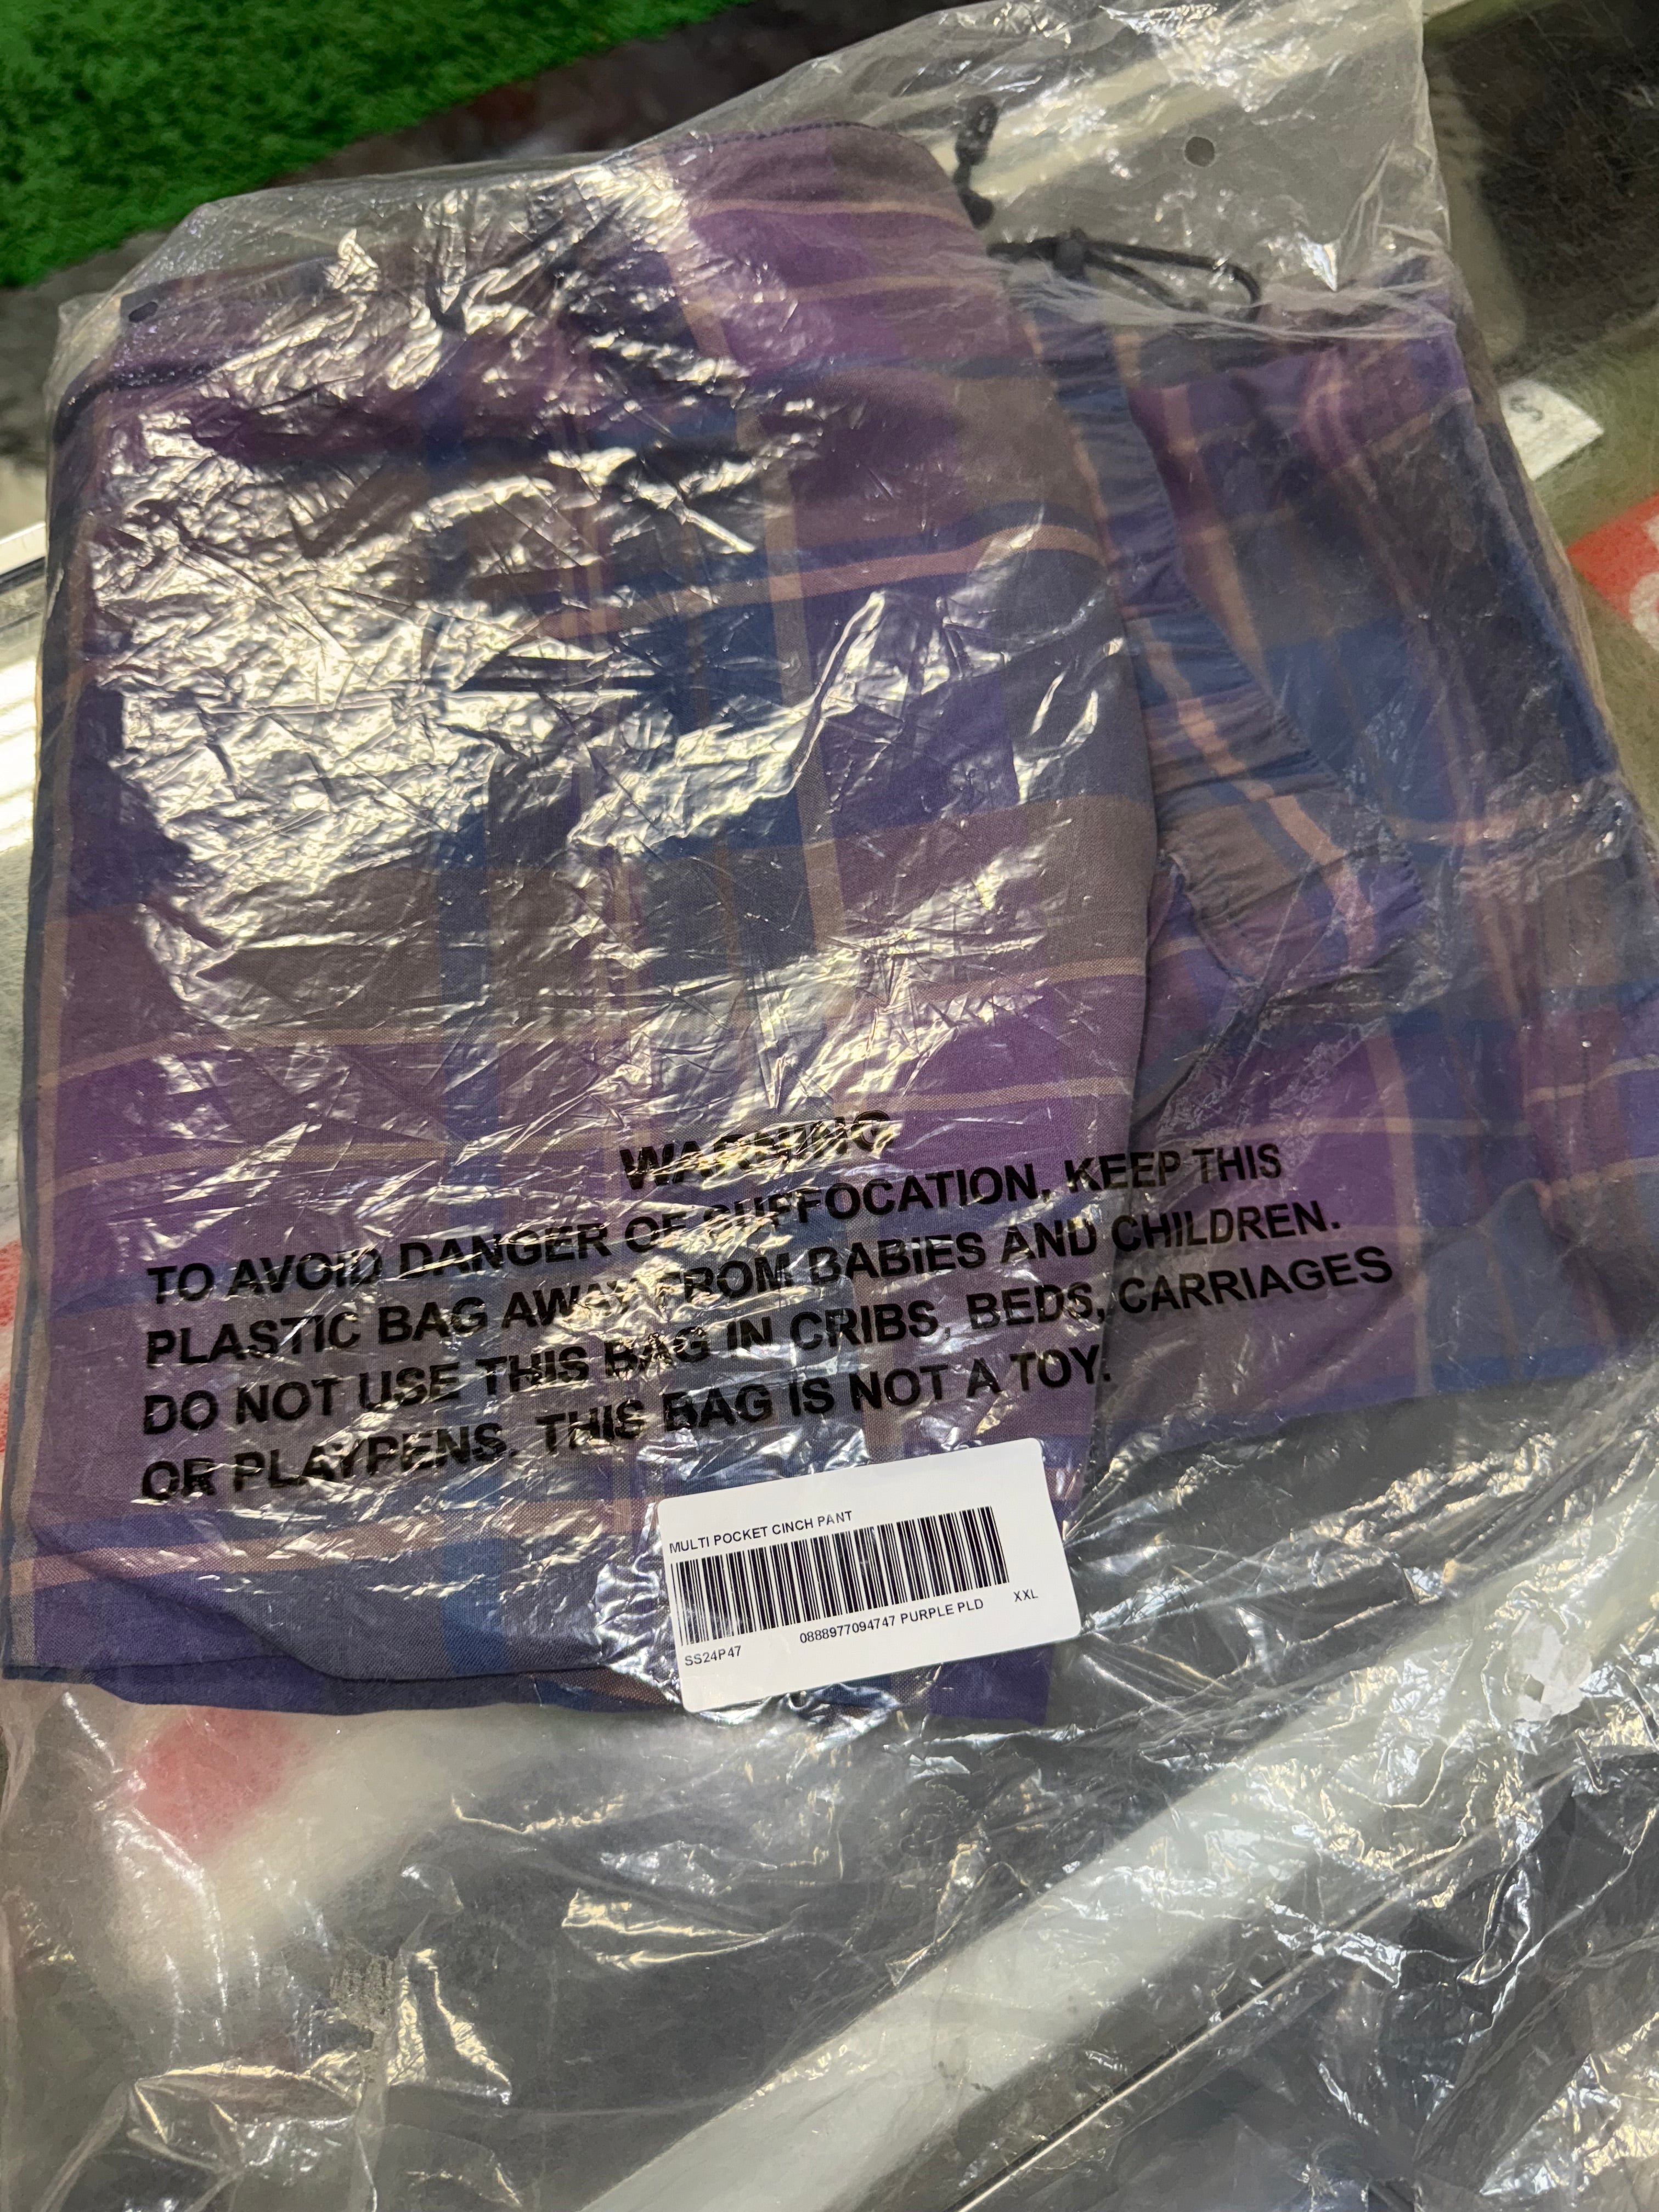 WARNING
TO AVOID DANGER OF SUFFOCATION, KEEP THIS
PLASTIC BAG AWAY FROM BABIES AND CHILDREN.
DO NOT USE THIS BAG IN CRIBS, BEDS, CARRIAGES
OR PLAYPENS. THIS BAG IS NOT A TOY.
MULTI POCKET CINCH PANT
SS24P47 0888977094747 PURPLE PLD XXL
S